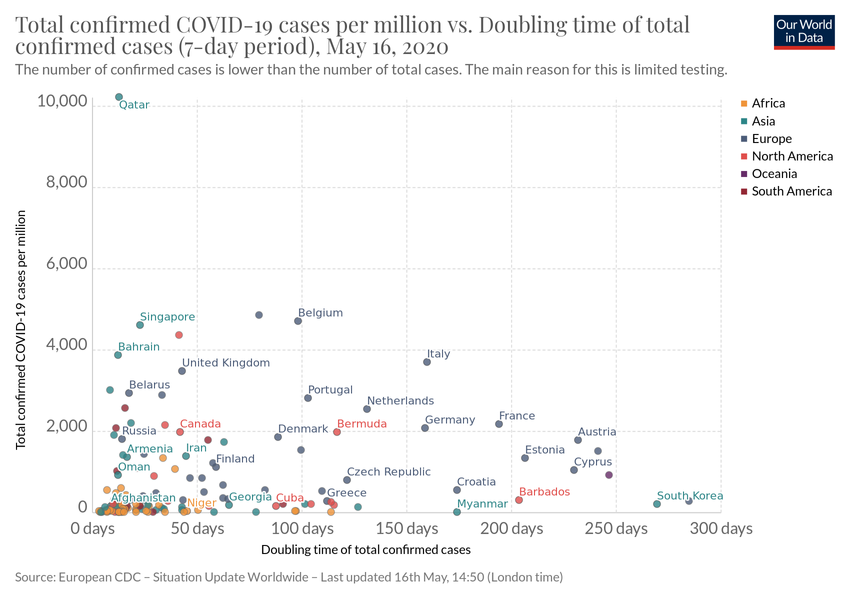 Total confirmed COVID-19 cases per million vs. Doubling time of total
confirmed cases (7-day period), May 16, 2020
Our World
in Data
The number of confirmed cases is lower than the number of total cases. The main reason for this is limited testing.
10,000
8,000
6,000
4,000
2,000
0
Total confirmed COVID-19 cases per million
Qatar
Singapore
Belgium
Bahrain
Italy
United Kingdom
Belarus
Portugal
Netherlands
France
Russia
Canada
Denmark
Bermuda
Germany
Austria
Armenia
Iran
Estonia
Oman
Finland
Cyprus
Czech Republic
Croatia
Afghanistan
Niger
Georgia
Cuba
Greece
Myanmar
Barbados
South Korea
0 days
50 days
100 days
150 days
200 days
250 days
300 days
Doubling time of total confirmed cases
Africa
Asia
Europe
North America
Oceania
South America
Source: European CDC – Situation Update Worldwide – Last updated 16th May, 14:50 (London time)